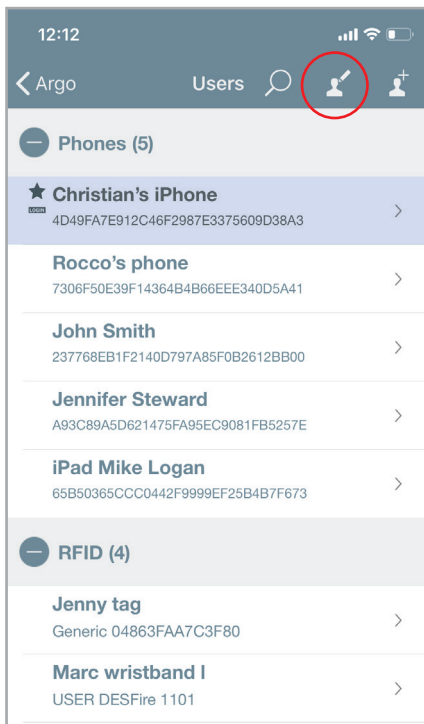 12:12
Argo
Users
Phones (5)
Christian's iPhone
LOGIN
4D49FA7E912C46F2987E3375609D38A3
Rocco's phone
7306F50E39F14364B4B66EEE340D5A41
John Smith
237768EB1F2140D797A85F0B2612BB00
Jennifer Steward
A93C89A5D621475FA95EC9081FB5257E
iPad Mike Logan
65B50365CCC0442F9999EF25B4B7F673
RFID (4)
Jenny tag
Generic 04863FAA7C3F80
Marc wristband I
USER DESFire 1101